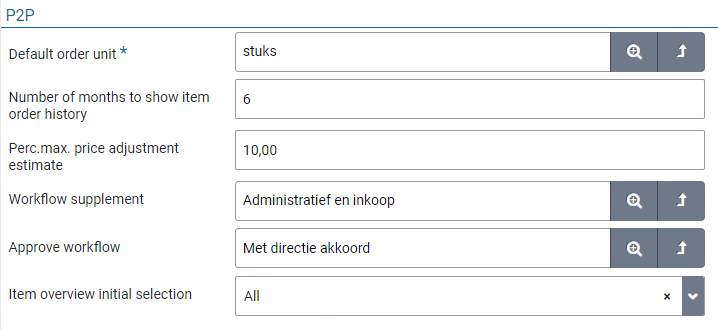 P2P
Default order unit * stuks
Number of months to show item
order history 6
Perc.max. price adjustment
estimate 10,00
Workflow supplement Administratief en inkoop
Approve workflow Met directie akkoord
Item overview initial selection All ×